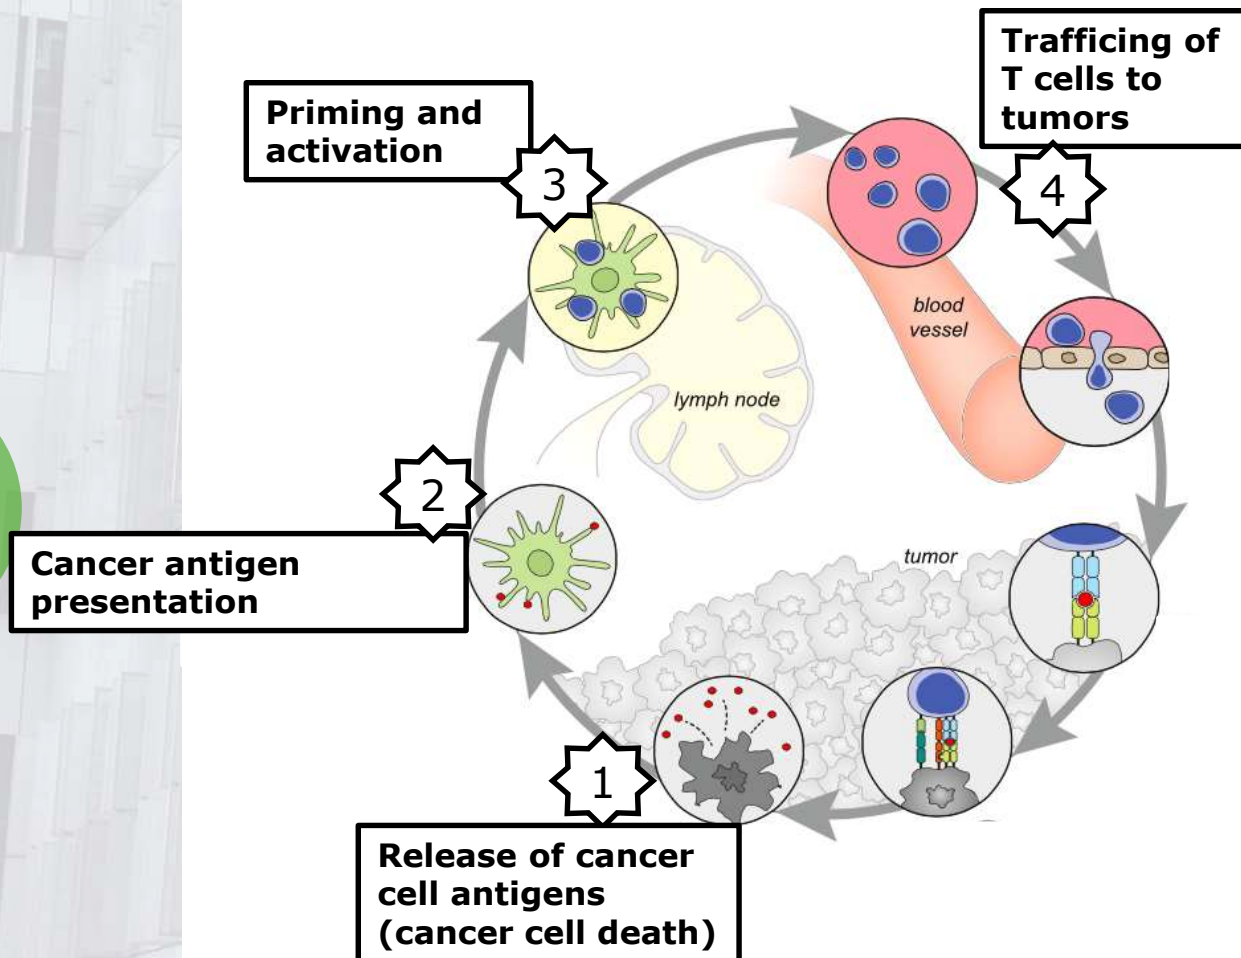 Trafficing of
T cells to
tumors
4
Priming and
activation
3
blood
vessel
lymph node
2
Cancer antigen
presentation
tumor
1
Release of cancer
cell antigens
(cancer cell death)